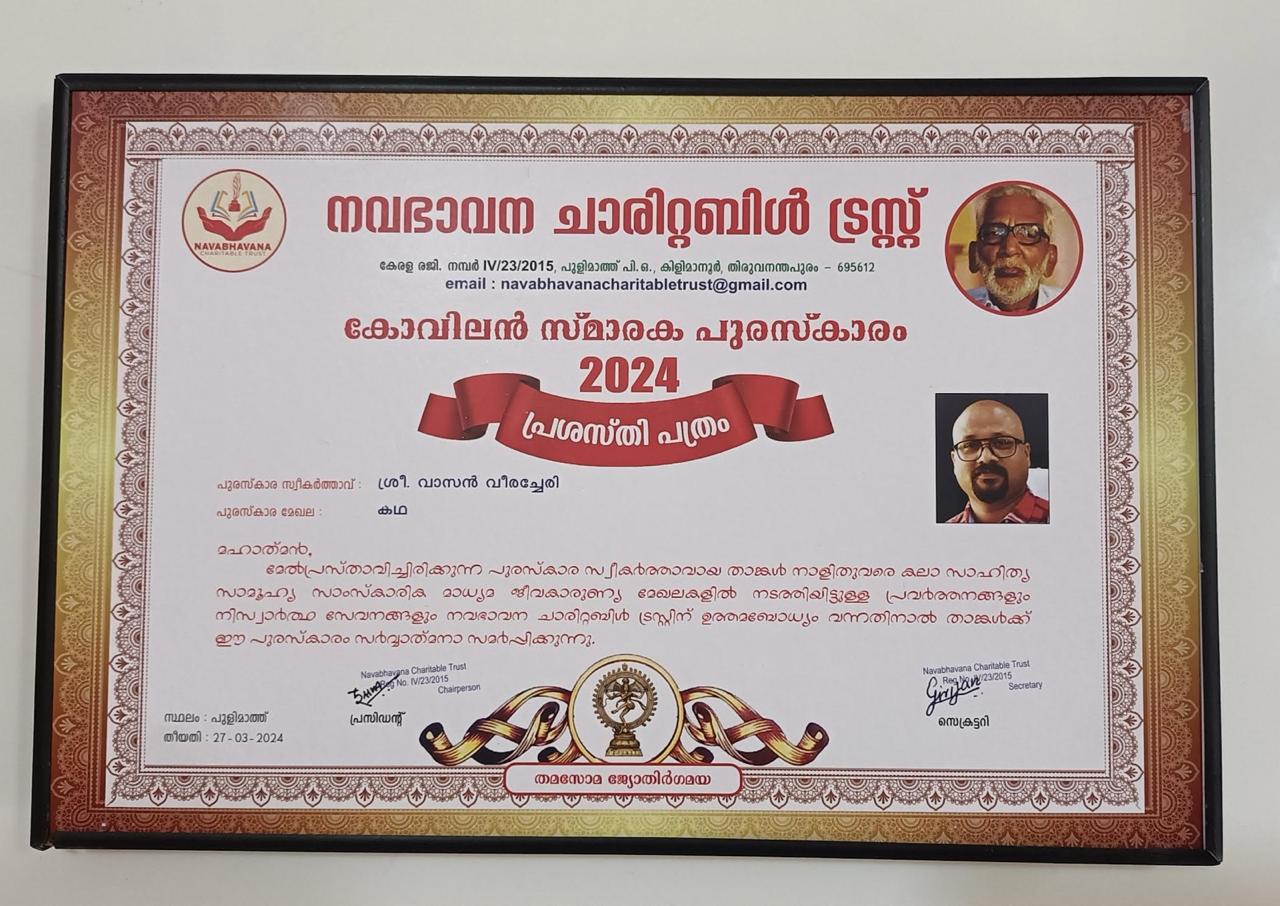 NAVABHAVANA
CHARITABLE TRUST
നവഭാവന ചാരിറ്റബിൾ ട്രസ്റ്റ്
കേരള രജി. നമ്പർ IV/23/2015, പുളിമാത്ത് പി.ഒ., കിളിമാനൂർ, തിരുവനന്തപുരം – 695612
email : navabhavanacharitabletrust@gmail.com
കോവിലൻ സ്മാരക പുരസ്കാരം
2024
പ്രശസ്തി പത്രം
പുരസ്കാര സ്വീകർത്താവ് : ശ്രീ. വാസൻ വീരച്ചേരി
പുരസ്കാര മേഖല : കഥ
മഹാത്മൻ,
മേൽപ്രസ്താവിച്ചിരിക്കുന്ന പുരസ്കാര സ്വീകർത്താവായ താങ്കൾ നാളിതുവരെ കലാ സാഹിത്യ
സാമൂഹ്യ സാംസ്കാരിക മാധ്യമ ജീവകാരുണ്യ മേഖലകളിൽ നടത്തിയിട്ടുള്ള പ്രവർത്തനങ്ങളും
നിസ്വാർത്ഥ സേവനങ്ങളും നവഭാവന ചാരിറ്റബിൾ ട്രസ്റ്റിന് ഉത്തമബോധ്യം വന്നതിനാൽ താങ്കൾക്ക്
ഈ പുരസ്കാരം സർവ്വാത്മനാ സമർപ്പിക്കുന്നു.
Navabhavana Charitable Trust
Reg No. IV/23/2015
Chairperson
പ്രസിഡന്റ്
Navabhavana Charitable Trust
Reg No. IV/23/2015
Secretary
സെക്രട്ടറി
സ്ഥലം : പുളിമാത്ത്
തീയതി : 27-03-2024
തമസോമ ജ്യോതിർഗമയ